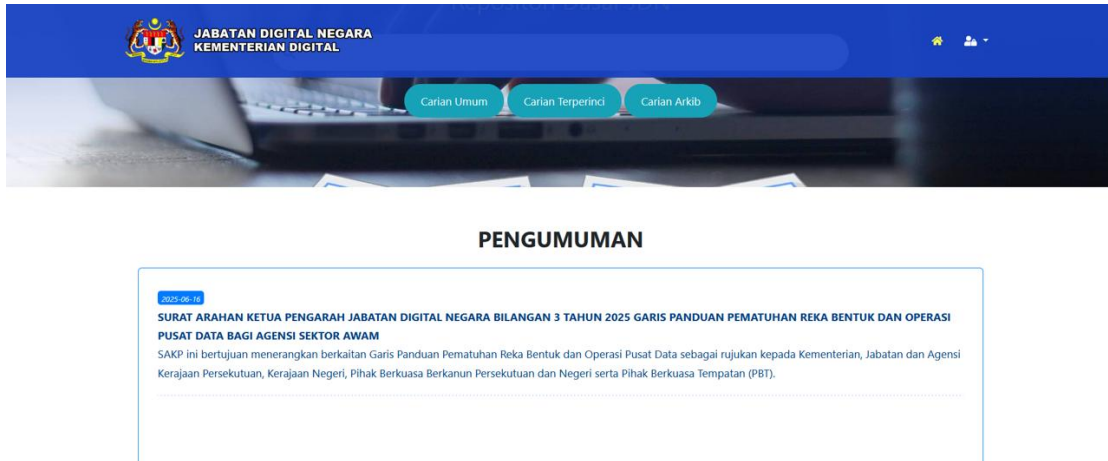 Repositori Dasar JDN
JABATAN DIGITAL NEGARA
KEMENTERIAN DIGITAL
Carian Umum
Carian Terperinci
Carian Arkib
PENGUMUMAN
2025-06-16
SURAT ARAHAN KETUA PENGARAH JABATAN DIGITAL NEGARA BILANGAN 3 TAHUN 2025 GARIS PANDUAN PEMATUHAN REKA BENTUK DAN OPERASI
PUSAT DATA BAGI AGENSI SEKTOR AWAM
SAKP ini bertujuan menerangkan berkaitan Garis Panduan Pematuhan Reka Bentuk dan Operasi Pusat Data sebagai rujukan kepada Kementerian, Jabatan dan Agensi
Kerajaan Persekutuan, Kerajaan Negeri, Pihak Berkuasa Berkanun Persekutuan dan Negeri serta Pihak Berkuasa Tempatan (PBT).